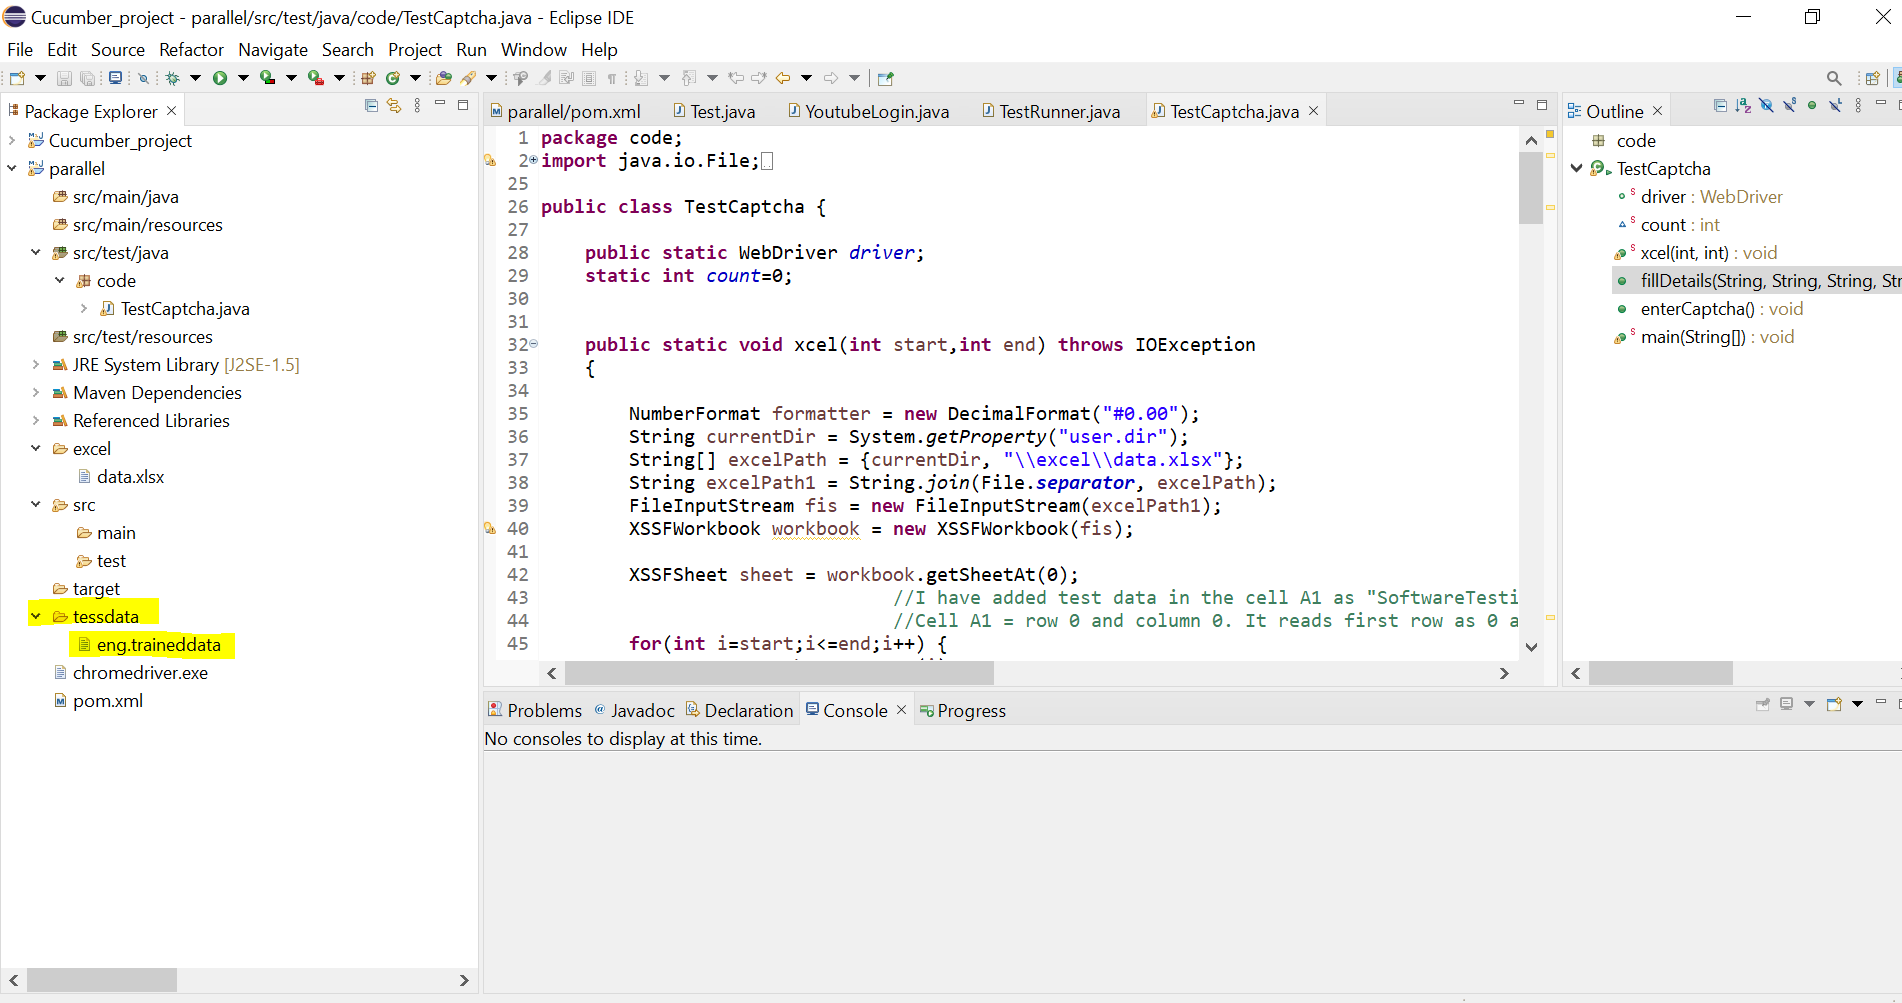 Cucumber_project - parallel/src/test/java/code/TestCaptcha.java - Eclipse IDE
File Edit Source Refactor Navigate Search Project Run Window Help
Package Explorer
Cucumber_project
parallel
src/main/java
src/main/resources
src/test/java
code
TestCaptcha.java
src/test/resources
JRE System Library [J2SE-1.5]
Maven Dependencies
Referenced Libraries
excel
data.xlsx
src
main
test
target
tessdata
eng.traineddata
chromedriver.exe
pom.xml
parallel/pom.xml Test.java YoutubeLogin.java TestRunner.java TestCaptcha.java
1 package code;
2 import java.io.File;
25
26 public class TestCaptcha {
27
28 public static WebDriver driver;
29 static int count=0;
30
31
32 public static void xcel(int start,int end) throws IOException
33 {
34
35 NumberFormat formatter = new DecimalFormat("#0.00");
36 String currentDir = System.getProperty("user.dir");
37 String[] excelPath = {currentDir, "\\excel\\data.xlsx"};
38 String excelPath1 = String.join(File.separator, excelPath);
39 FileInputStream fis = new FileInputStream(excelPath1);
40 XSSFWorkbook workbook = new XSSFWorkbook(fis);
41
42 XSSFSheet sheet = workbook.getSheetAt(0);
43 //I have added test data in the cell A1 as "SoftwareTesti
44 //Cell A1 = row 0 and column 0. It reads first row as 0 a
45 for(int i=start;i<=end;i++) {
Outline
code
TestCaptcha
driver : WebDriver
count : int
xcel(int, int) : void
fillDetails(String, String, String, Str
enterCaptcha() : void
main(String[]) : void
Problems Javadoc Declaration Console Progress
No consoles to display at this time.